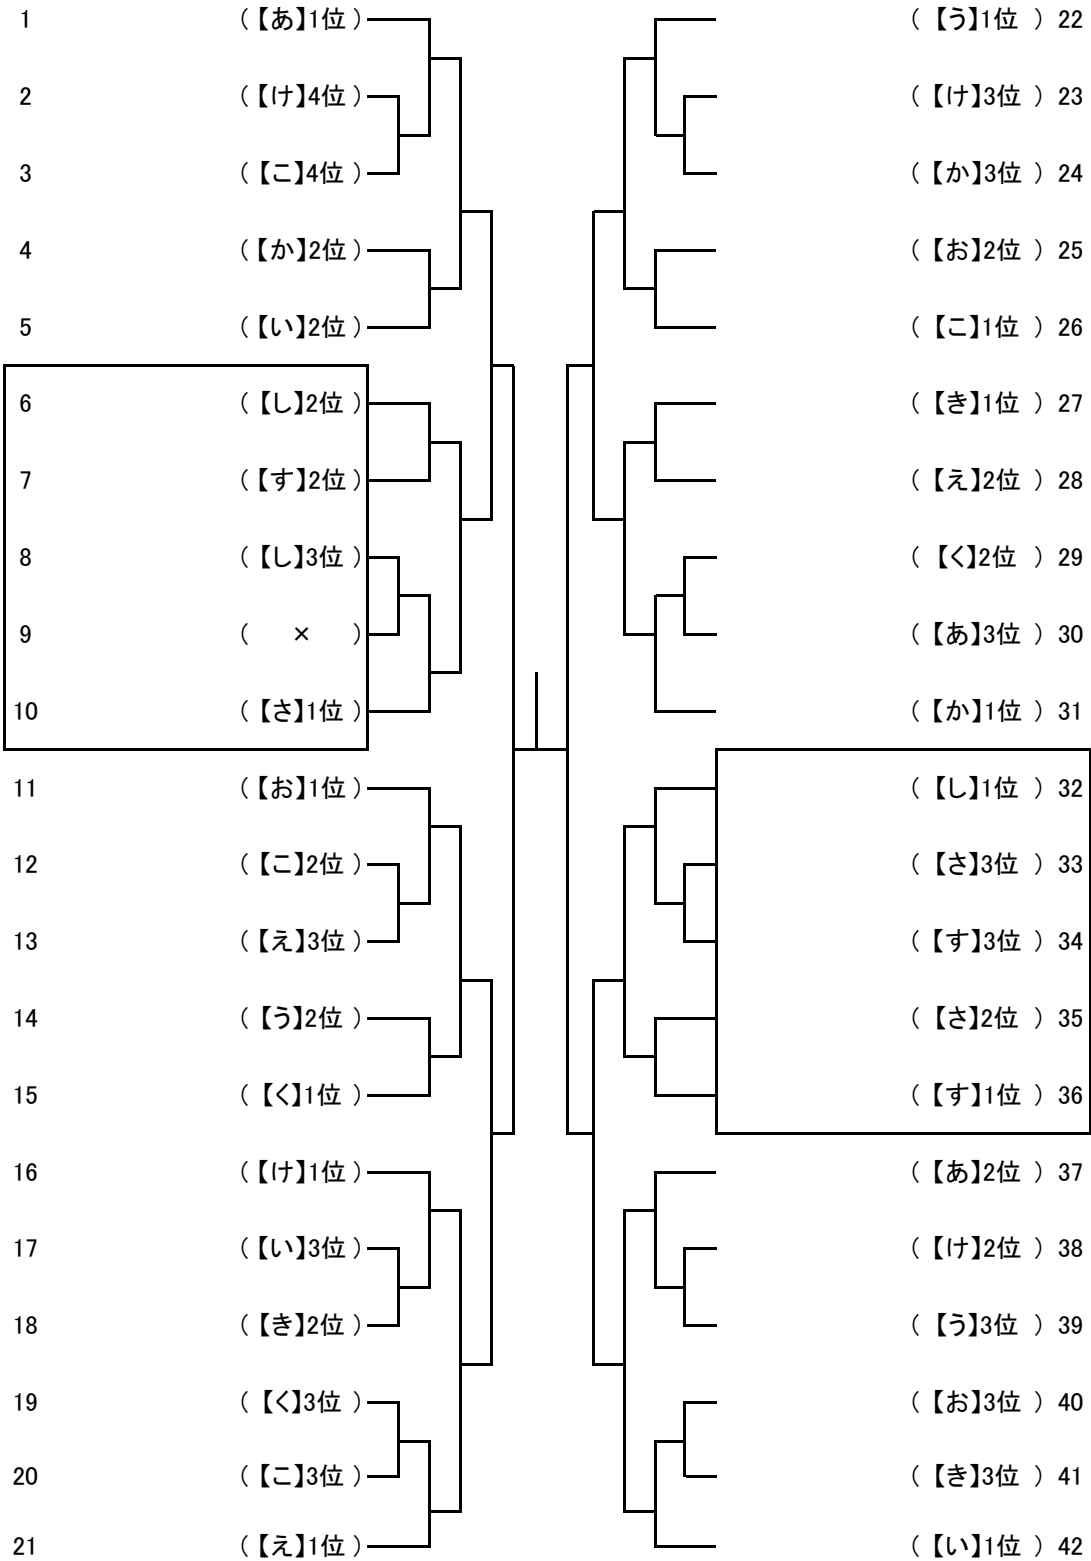 1 （【あ】1位 ） （ 【う】1位 ） 22
2 （【け】4位 ） （ 【け】3位 ） 23
3 （【こ】4位 ） （ 【か】3位 ） 24
4 （【か】2位 ） （ 【お】2位 ） 25
5 （【い】2位 ） （ 【こ】1位 ） 26
6 （【し】2位 ） （ 【き】1位 ） 27
7 （【す】2位 ） （ 【え】2位 ） 28
8 （【し】3位 ） （ 【く】2位 ） 29
9 （ × ） （ 【あ】3位 ） 30
10 （【さ】1位 ） （ 【か】1位 ） 31
11 （【お】1位 ） （ 【し】1位 ） 32
12 （【こ】2位 ） （ 【さ】3位 ） 33
13 （【え】3位 ） （ 【す】3位 ） 34
14 （【う】2位 ） （ 【さ】2位 ） 35
15 （【く】1位 ） （ 【す】1位 ） 36
16 （【け】1位 ） （ 【あ】2位 ） 37
17 （【い】3位 ） （ 【け】2位 ） 38
18 （【き】2位 ） （ 【う】3位 ） 39
19 （【く】3位 ） （ 【お】3位 ） 40
20 （【こ】3位 ） （ 【き】3位 ） 41
21 （【え】1位 ） （ 【い】1位 ） 42